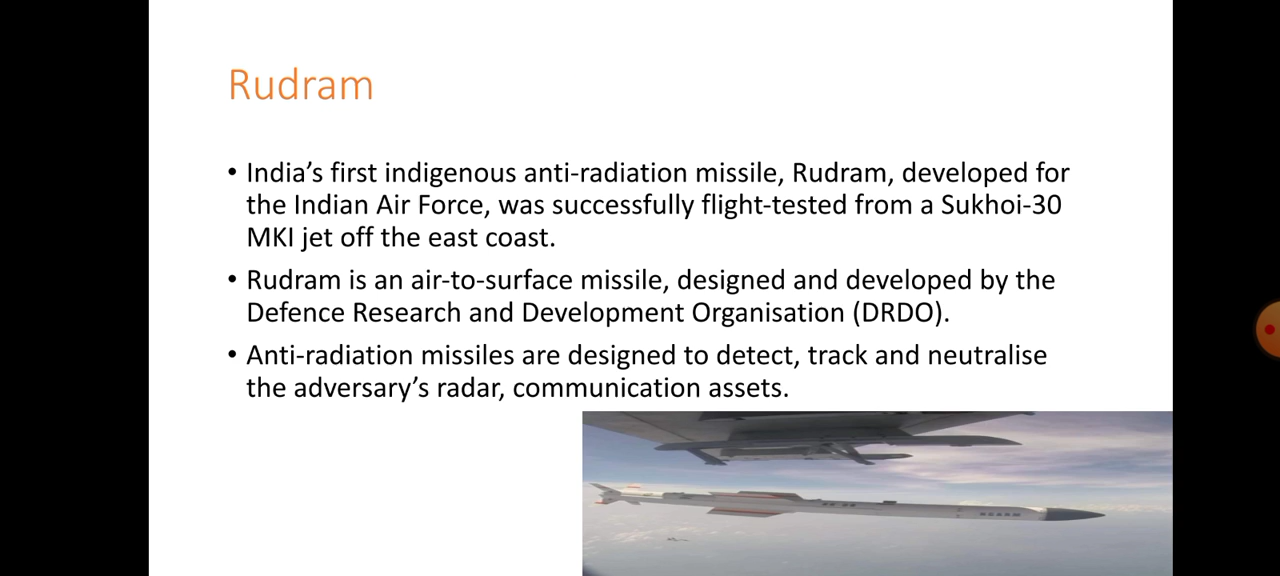 Rudram
• India’s first indigenous anti-radiation missile, Rudram, developed for
the Indian Air Force, was successfully flight-tested from a Sukhoi-30
MKI jet off the east coast.
• Rudram is an air-to-surface missile, designed and developed by the
Defence Research and Development Organisation (DRDO).
• Anti-radiation missiles are designed to detect, track and neutralise
the adversary’s radar, communication assets.